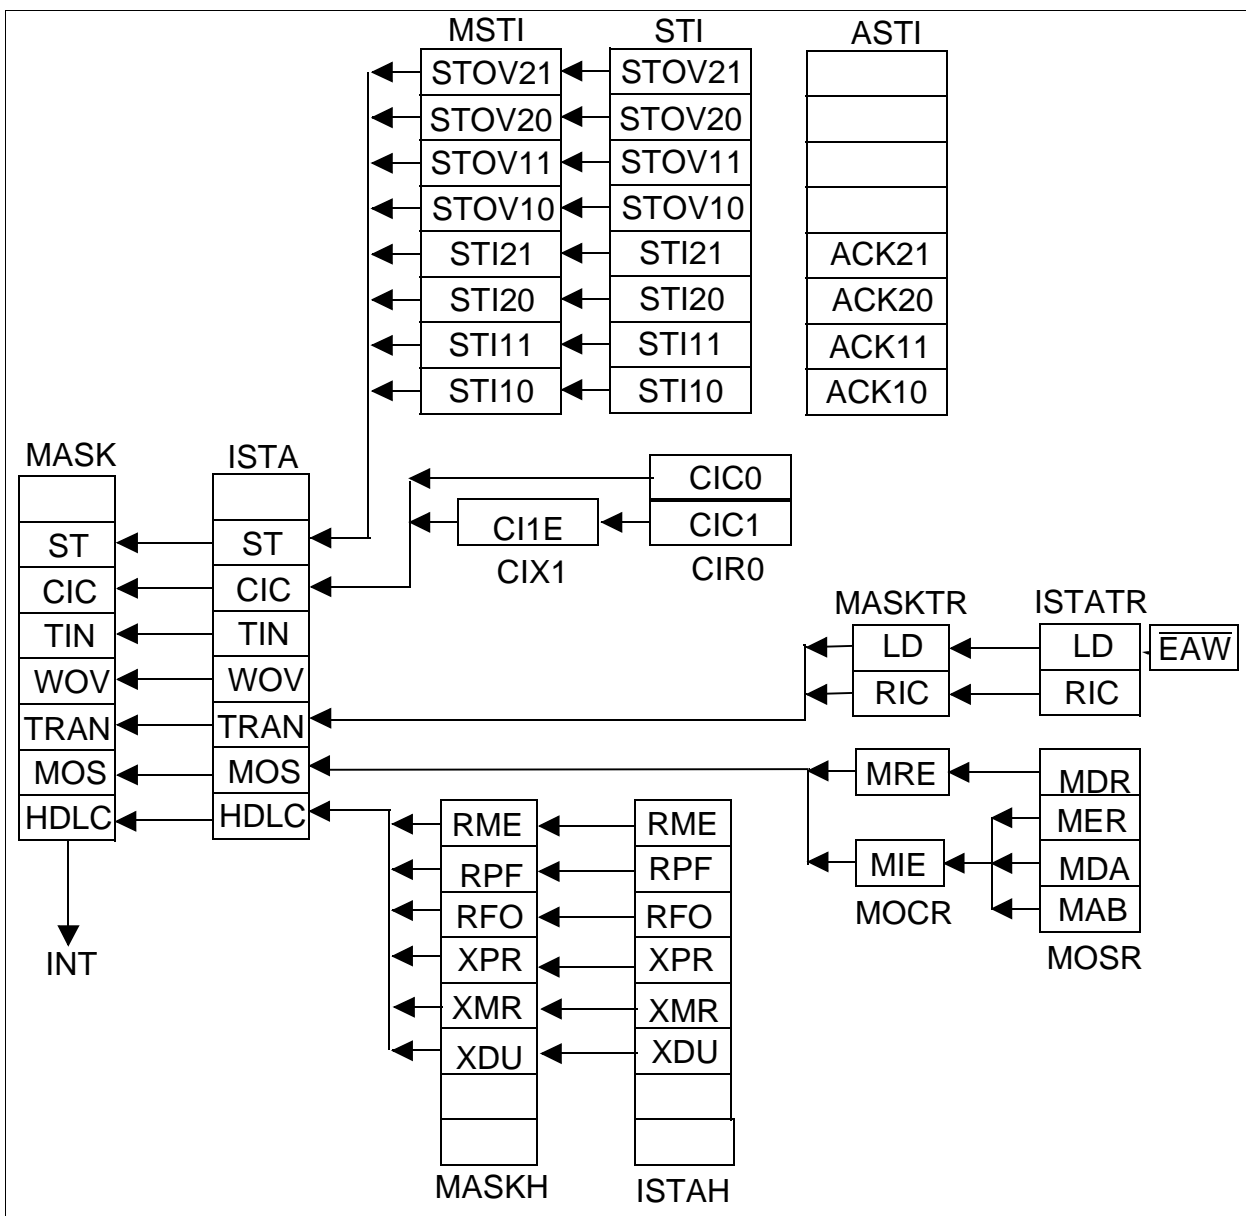 MSTI STI ASTI
STOV21 STOV21
STOV20 STOV20
STOV11 STOV11
STOV10 STOV10
STI21 STI21 ACK21
STI20 STI20 ACK20
STI11 STI11 ACK11
STI10 STI10 ACK10
MASK ISTA
CIC0
CI1E CIC1
CIX1 CIR0
ST ST
CIC CIC
TIN TIN
WOV WOV
TRAN TRAN
MOS MOS
HDLC HDLC
INT
MASKTR ISTATR
LD LD EAW
RIC RIC
MRE MDR
MER
MIE MDA
MAB
MOCR MOSR
RME RME
RPF RPF
RFO RFO
XPR XPR
XMR XMR
XDU XDU
MASKH ISTAH